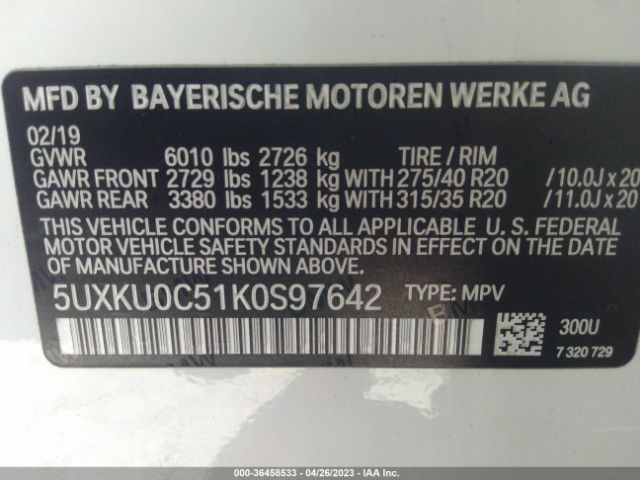 MFD BY BAYERISCHE MOTOREN WERKE AG
02/19
GVWR 6010 lbs 2726 kg TIRE / RIM
GAWR FRONT 2729 lbs 1238 kg WITH 275/40 R20 /10.0J x 20
GAWR REAR 3380 lbs 1533 kg WITH 315/35 R20 /11.0J x 20
THIS VEHICLE CONFORMS TO ALL APPLICABLE U. S. FEDERAL
MOTOR VEHICLE SAFETY STANDARDS IN EFFECT ON THE DATE
OF MANUFACTURE SHOWN ABOVE.
5UXKU0C51K0S97642 TYPE: MPV
300U
7 320 729
000-36458533 - 04/26/2023 - IAA Inc.